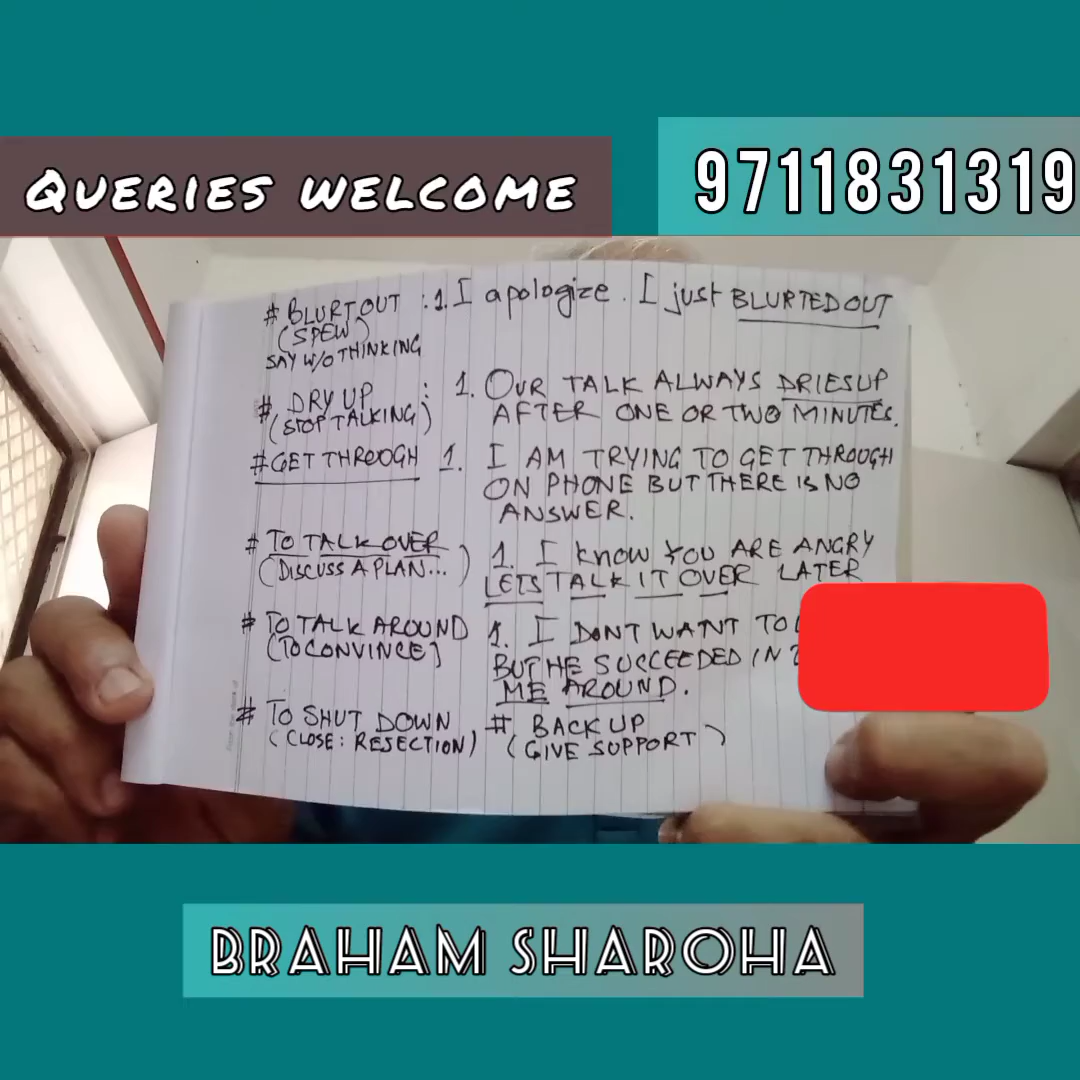 QUERIES WELCOME
9711831319
# BLURT OUT : 1. I apologize. I just BLURTED OUT
(SPEW)
SAY W/O THINKING
# DRY UP : 1. OUR TALK ALWAYS DRIES UP
(STOP TALKING) AFTER ONE OR TWO MINUTES.
# GET THROUGH 1. I AM TRYING TO GET THROUGH
ON PHONE BUT THERE IS NO
ANSWER.
# TO TALK OVER 1. I KNOW YOU ARE ANGRY
(DISCUSS A PLAN...) LETS TALK IT OVER LATER
# TO TALK AROUND 1. I DONT WANT TO
(TO CONVINCE) BUT HE SUCCEEDED IN
ME AROUND.
# TO SHUT DOWN # BACK UP
(CLOSE: REJECTION) (GIVE SUPPORT)
BRAHAM SHAROHA